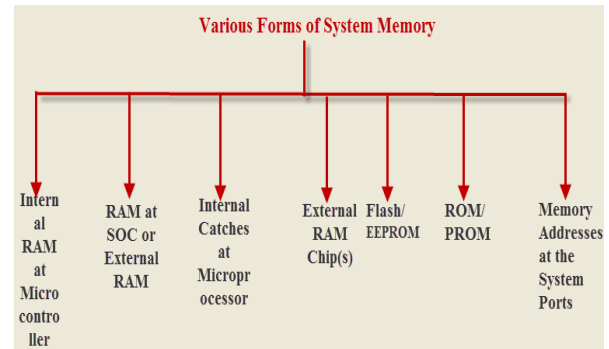 Various Forms of System Memory
Intern
al
RAM
at
Micro
contro
ller
RAM at
SOC or
External
RAM
Internal
Catches
at
Micropr
ocessor
External
RAM
Chip(s)
Flash/
EEPROM
ROM/
PROM
Memory
Addresses
at the
System
Ports